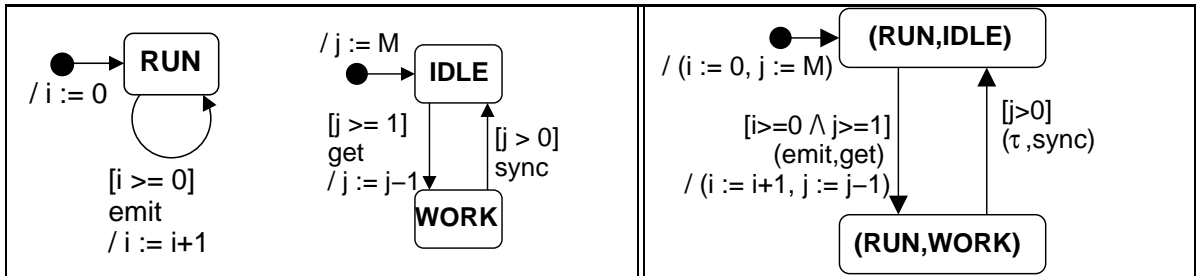 RUN
/ i := 0
[i >= 0]
emit
/ i := i+1
/ j := M
IDLE
[j >= 1]
get
/ j := j−1
[j > 0]
sync
WORK
(RUN,IDLE)
/ (i := 0, j := M)
[i>=0 /\ j>=1]
(emit,get)
/ (i := i+1, j := j−1)
[j>0]
(τ,sync)
(RUN,WORK)